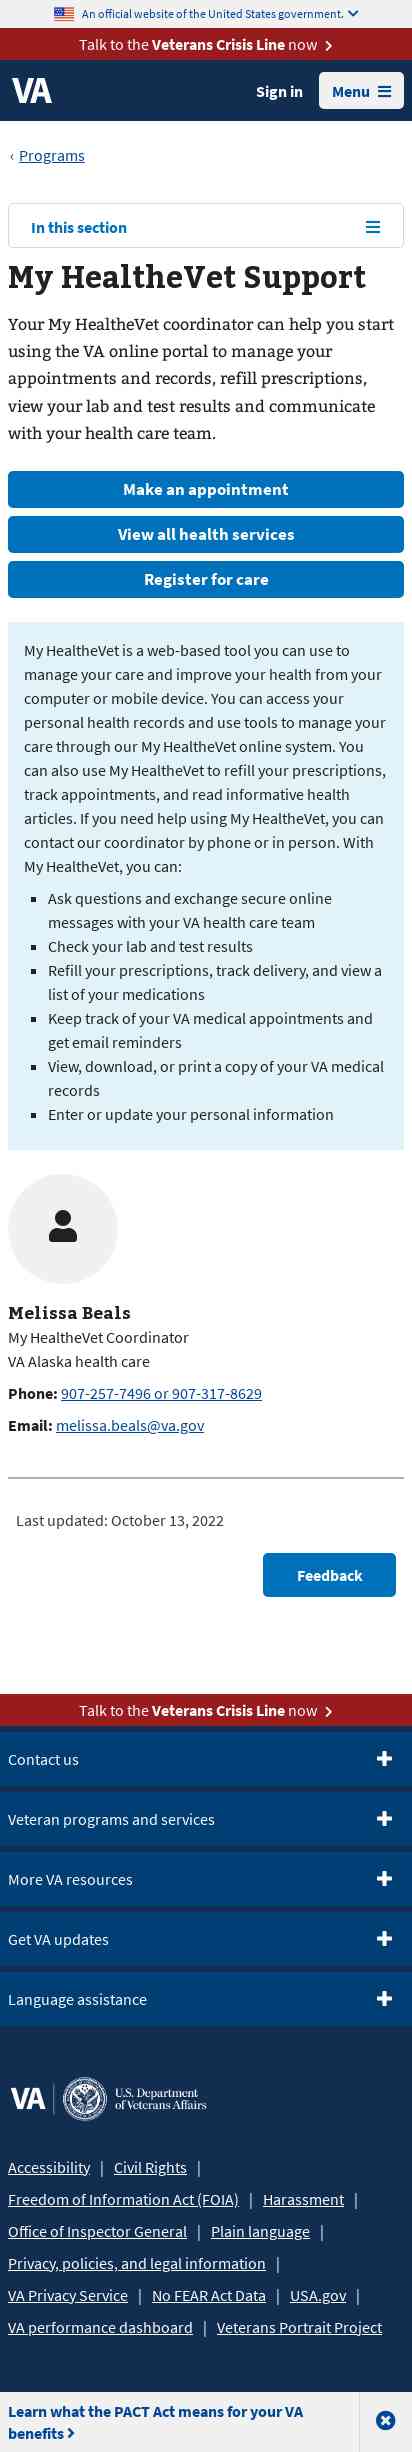 An official website of the United States government.
Talk to the Veterans Crisis Line now
VA
Sign in
Menu
‹ Programs
In this section
My HealtheVet Support
Your My HealtheVet coordinator can help you start
using the VA online portal to manage your
appointments and records, refill prescriptions,
view your lab and test results and communicate
with your health care team.
Make an appointment
View all health services
Register for care
My HealtheVet is a web-based tool you can use to
manage your care and improve your health from your
computer or mobile device. You can access your
personal health records and use tools to manage your
care through our My HealtheVet online system. You
can also use My HealtheVet to refill your prescriptions,
track appointments, and read informative health
articles. If you need help using My HealtheVet, you can
contact our coordinator by phone or in person. With
My HealtheVet, you can:
▪ Ask questions and exchange secure online
messages with your VA health care team
▪ Check your lab and test results
▪ Refill your prescriptions, track delivery, and view a
list of your medications
▪ Keep track of your VA medical appointments and
get email reminders
▪ View, download, or print a copy of your VA medical
records
▪ Enter or update your personal information
Melissa Beals
My HealtheVet Coordinator
VA Alaska health care
Phone: 907-257-7496 or 907-317-8629
Email: melissa.beals@va.gov
Last updated: October 13, 2022
Feedback
Talk to the Veterans Crisis Line now
Contact us
Veteran programs and services
More VA resources
Get VA updates
Language assistance
VA
U.S. Department
of Veterans Affairs
Accessibility | Civil Rights |
Freedom of Information Act (FOIA) | Harassment |
Office of Inspector General | Plain language |
Privacy, policies, and legal information |
VA Privacy Service | No FEAR Act Data | USA.gov |
VA performance dashboard | Veterans Portrait Project
Learn what the PACT Act means for your VA
benefits